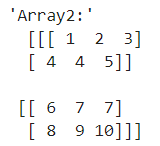 'Array2:'
[[[ 1 2 3]
[ 4 4 5]]
[[ 6 7 7]
[ 8 9 10]]]